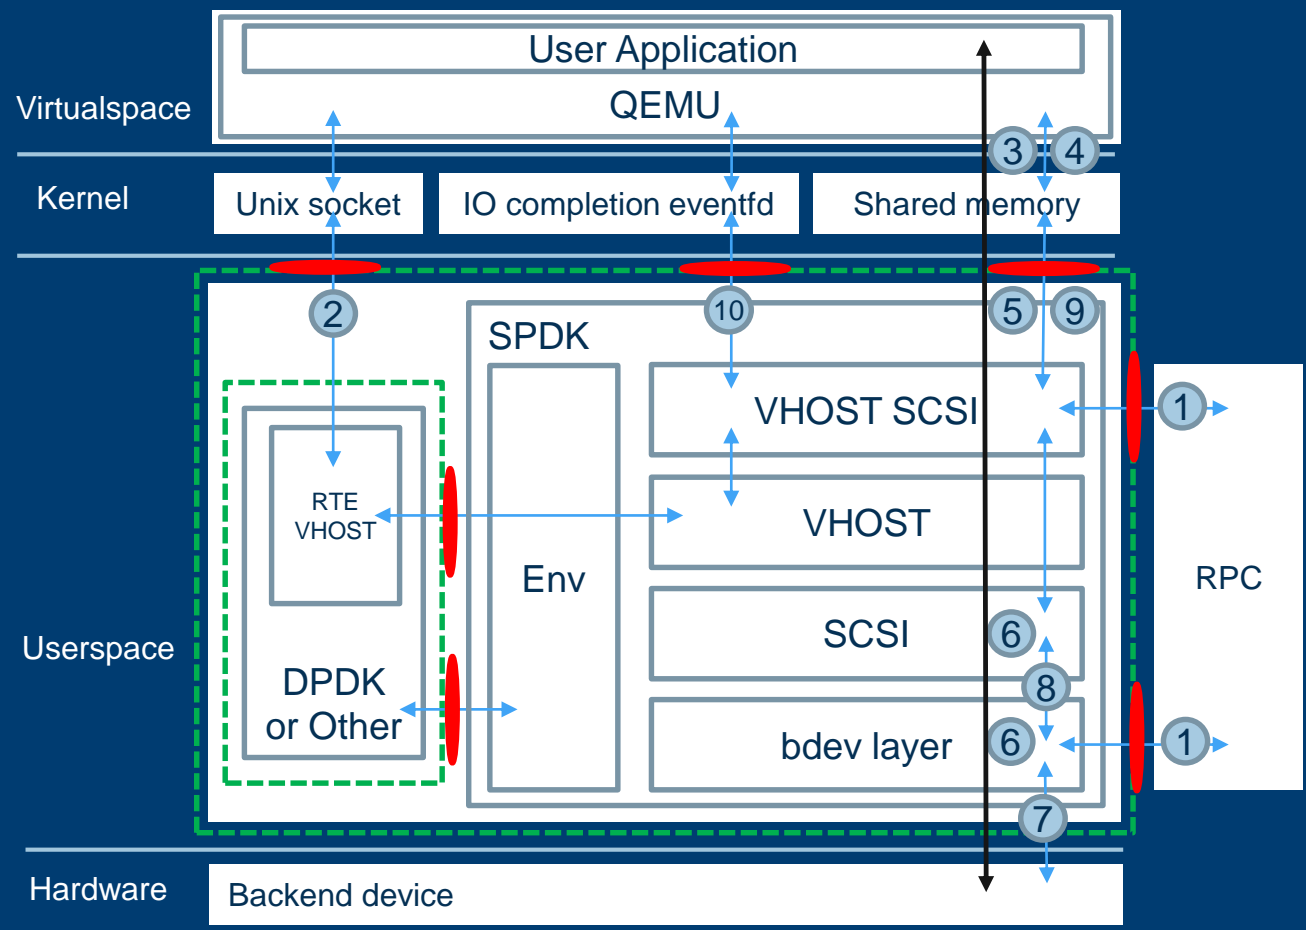 User Application
Virtualspace
QEMU
3
4
Kernel
Unix socket
IO completion eventfd
Shared memory
2
10
5
9
SPDK
VHOST SCSI
1
RTE
VHOST
VHOST
Env
RPC
Userspace
SCSI
6
DPDK
or Other
8
bdev layer
6
1
7
Hardware
Backend device